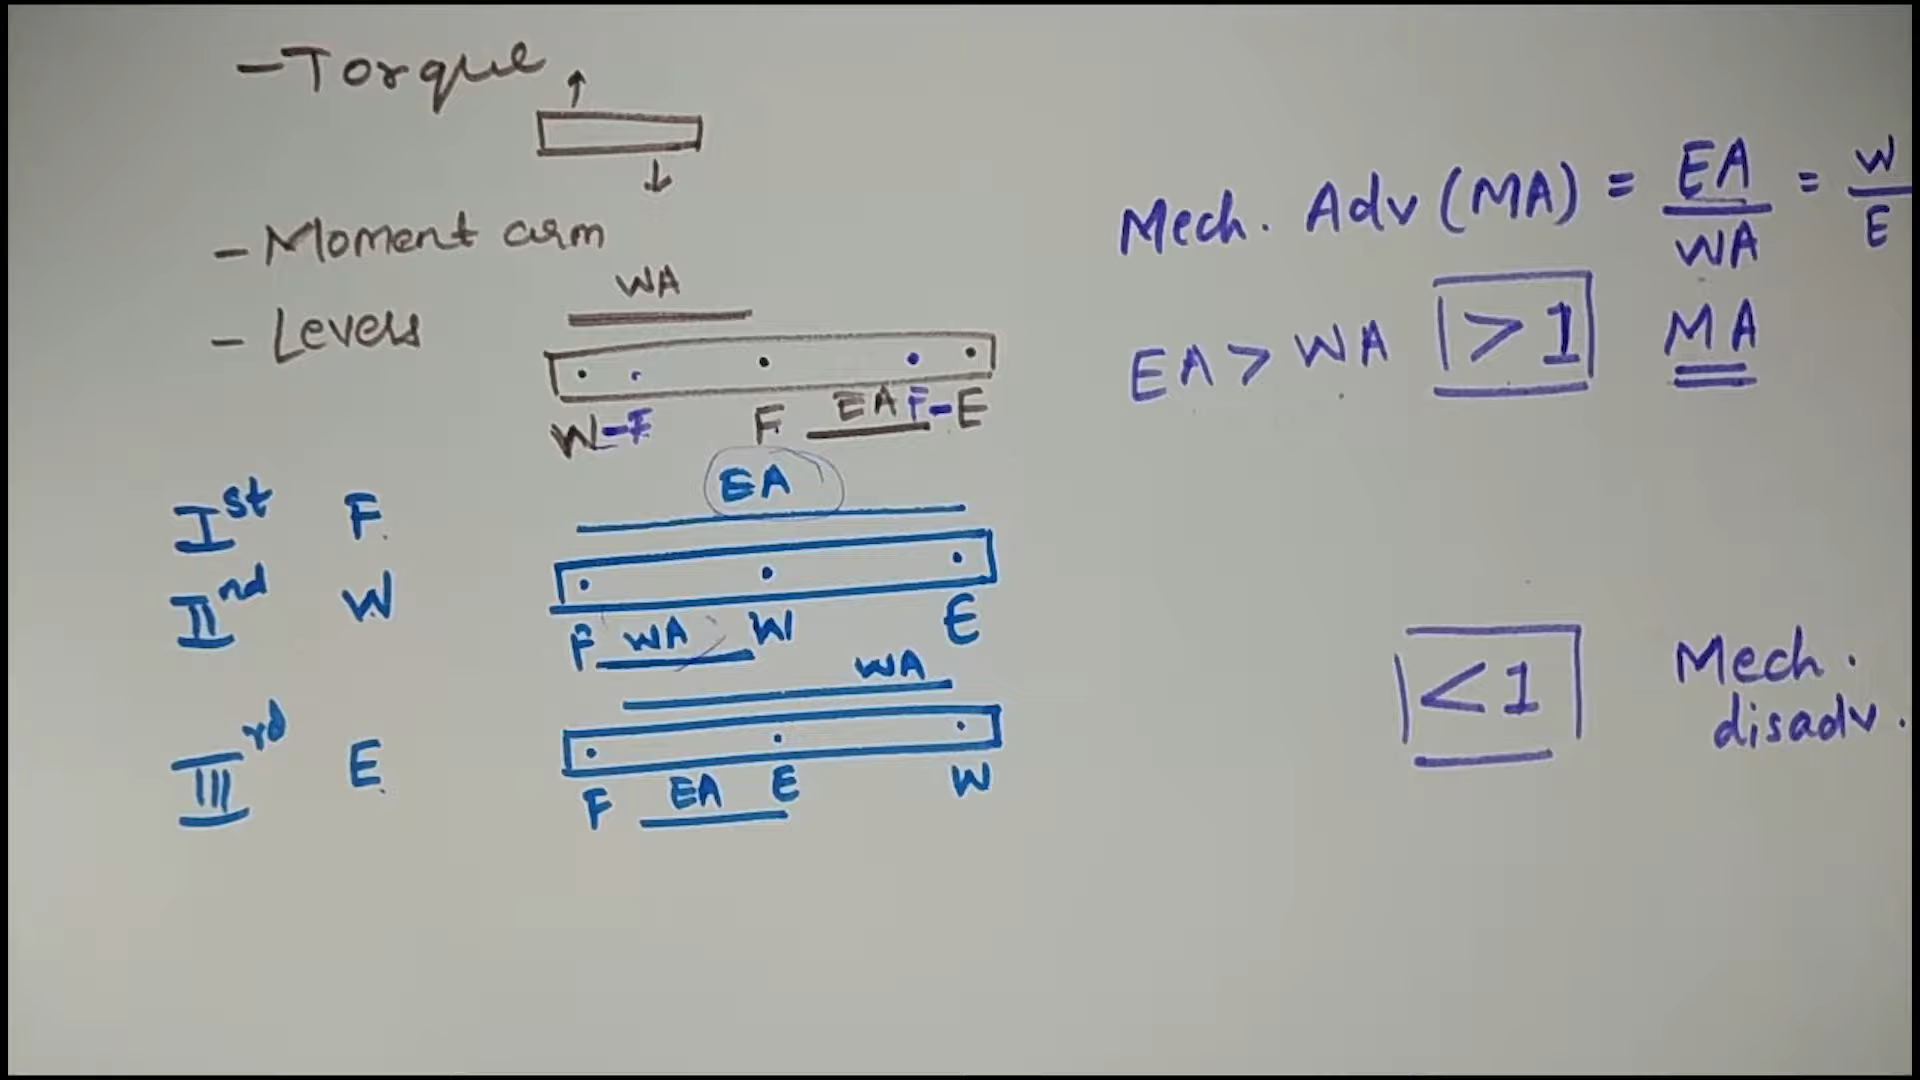 - Torque
- Moment arm
WA
- Levels
W-F F EA F-E
EA
Ist F
IInd W
F WA W E
WA
IIIrd E
F EA E W
Mech. Adv (MA) = EA/WA = W/E
EA > WA >1 MA
<1 Mech. disadv.